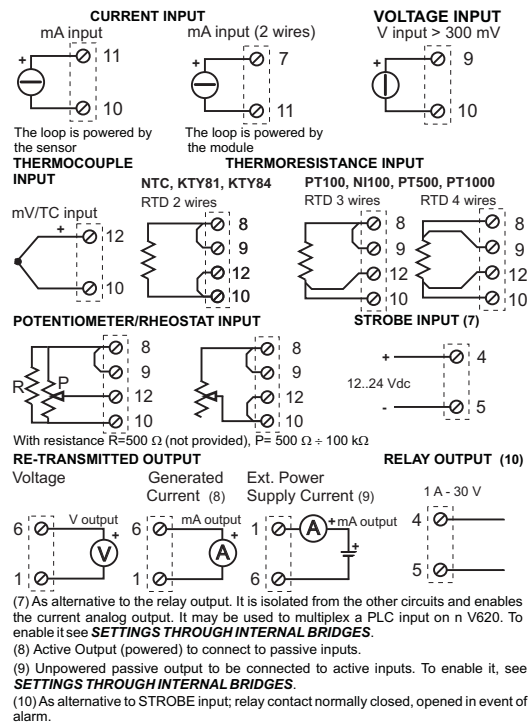 CURRENT INPUT
VOLTAGE INPUT
mA input
mA input (2 wires)
V input > 300 mV
+
11
10
+
7
11
+
9
10
The loop is powered by
the sensor
The loop is powered by
the module
THERMOCOUPLE
INPUT
THERMORESISTANCE INPUT
NTC, KTY81, KTY84
PT100, NI100, PT500, PT1000
mV/TC input
RTD 2 wires
RTD 3 wires
RTD 4 wires
+
12
10
8
9
12
10
8
9
12
10
8
9
12
10
POTENTIOMETER/RHEOSTAT INPUT
STROBE INPUT (7)
R
P
8
9
12
10
8
9
12
10
+
4
12..24 Vdc
-
5
With resistance R=500 Ω (not provided), P= 500 Ω ÷ 100 kΩ
RE-TRANSMITTED OUTPUT
RELAY OUTPUT (10)
Voltage
Generated
Current (8)
Ext. Power
Supply Current (9)
1 A - 30 V
6
V output
+
V
1
6
mA output
+
A
1
1
A
+
mA output
+
6
4
5
(7) As alternative to the relay output. It is isolated from the other circuits and enables
the current analog output. It may be used to multiplex a PLC input on n V620. To
enable it see SETTINGS THROUGH INTERNAL BRIDGES.
(8) Active Output (powered) to connect to passive inputs.
(9) Unpowered passive output to be connected to active inputs. To enable it, see
SETTINGS THROUGH INTERNAL BRIDGES.
(10) As alternative to STROBE input; relay contact normally closed, opened in event of
alarm.